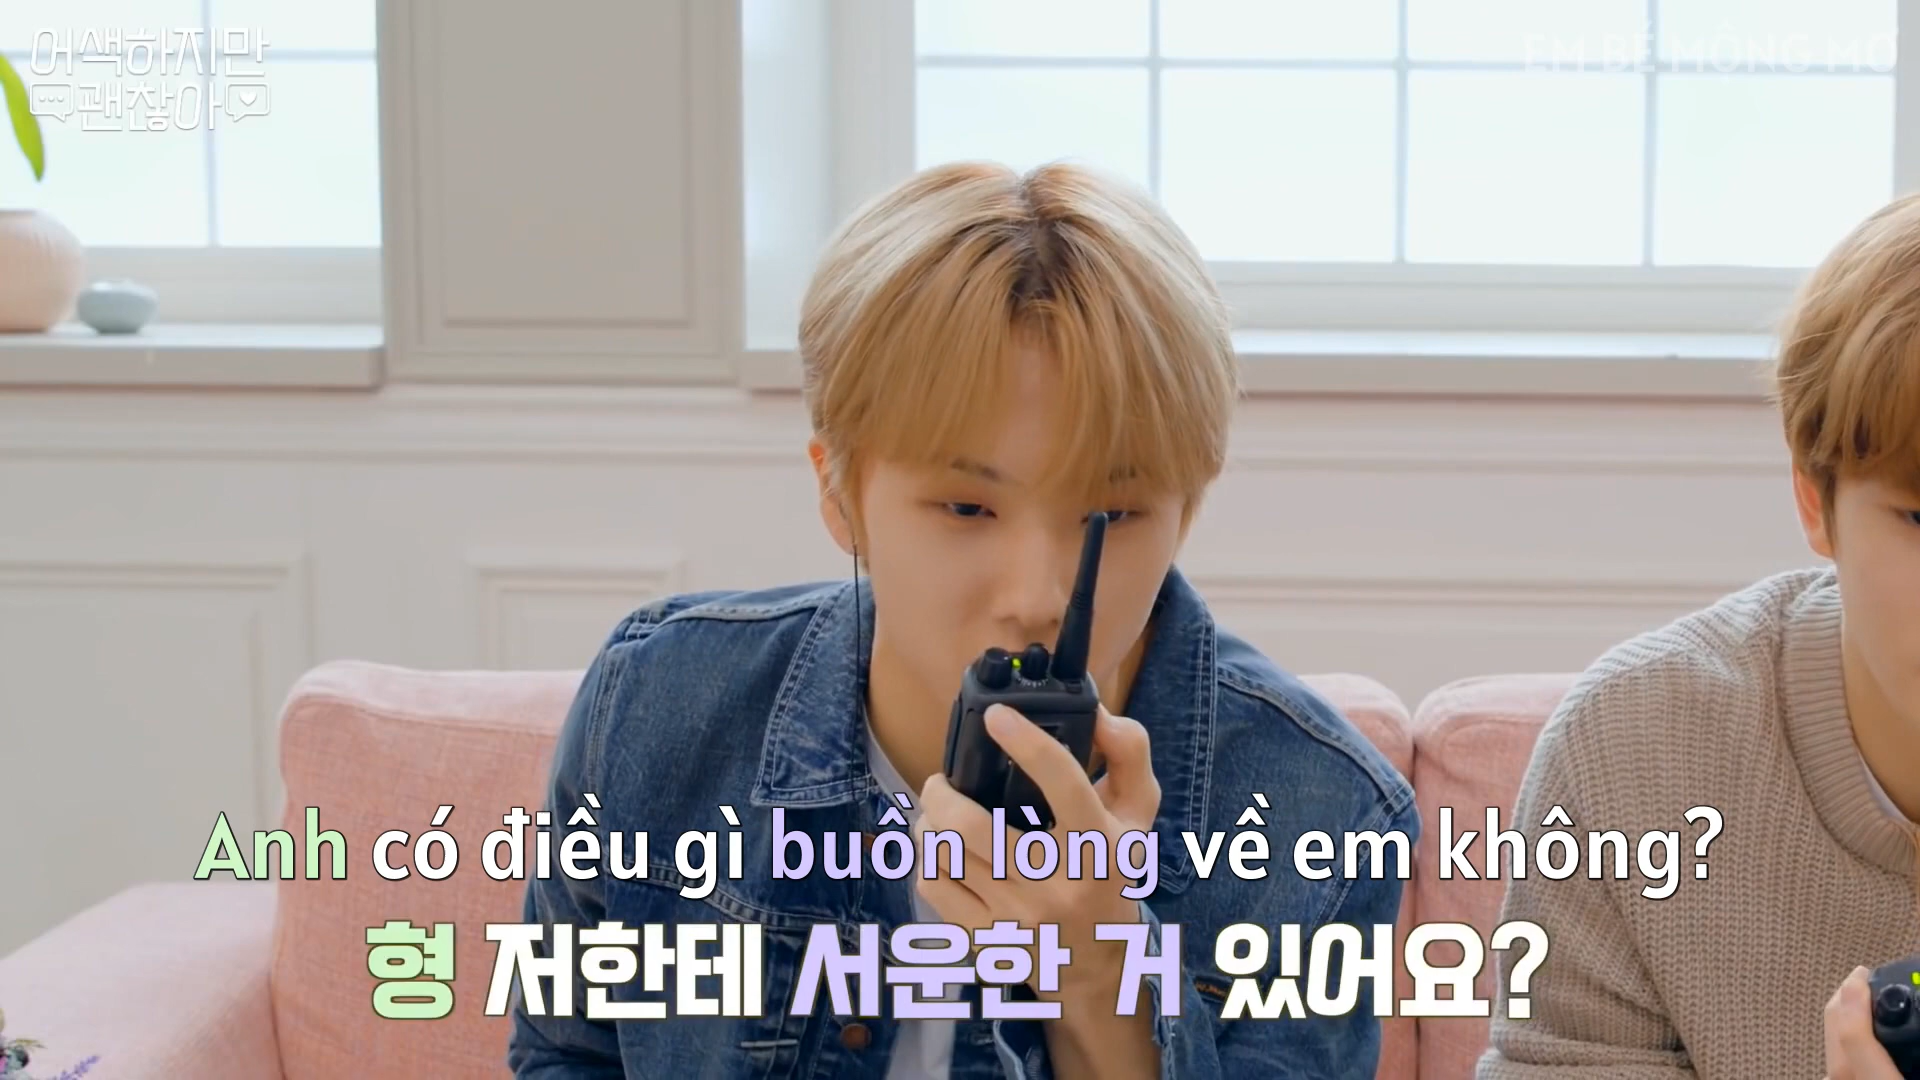 어색하지만
괜찮아
EM BÉ MỘNG MƠ
Anh có điều gì buồn lòng về em không?
형 저한테 서운한 거 있어요?